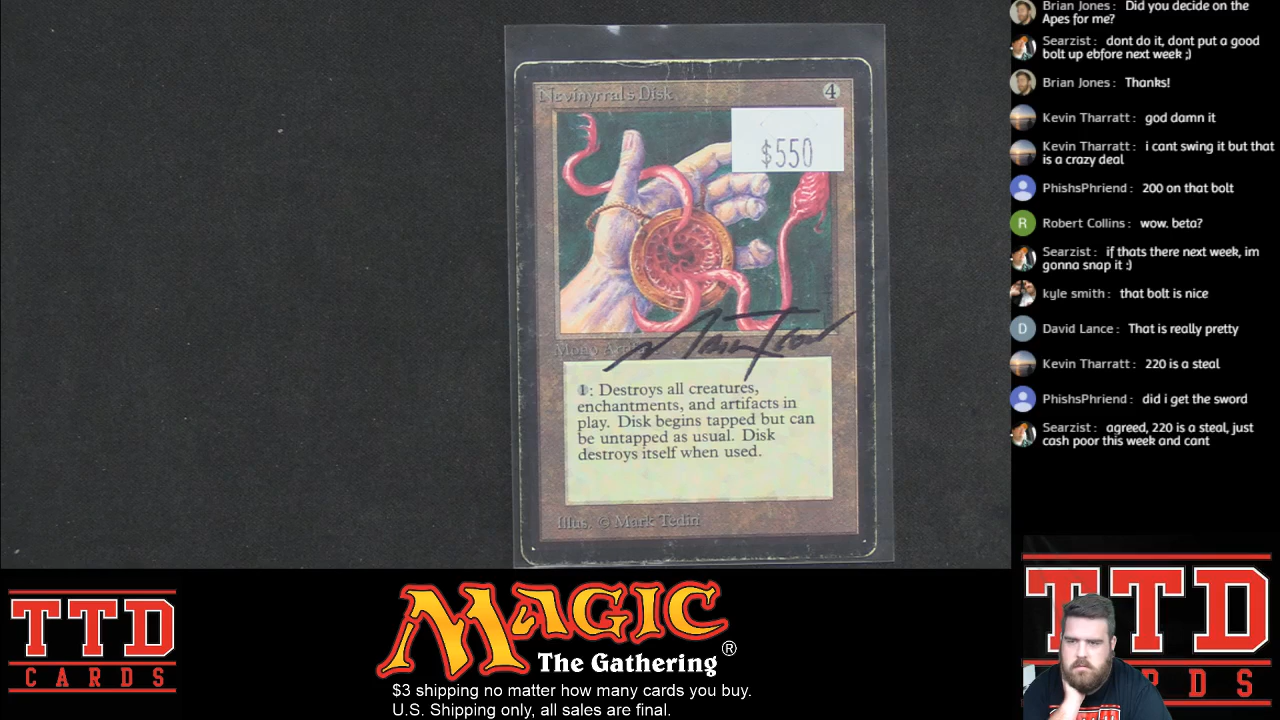 Nevinyrral's Disk
4
$550
Mono Art
1: Destroys all creatures,
enchantments, and artifacts in
play. Disk begins tapped but can
be untapped as usual. Disk
destroys itself when used.
Illus. © Mark Tedin
Brian Jones : Did you decide on the
Apes for me?
Searzist : dont do it, dont put a good
bolt up ebfore next week ;)
Brian Jones : Thanks!
Kevin Tharratt : god damn it
Kevin Tharratt : i cant swing it but that
is a crazy deal
PhishsPhriend : 200 on that bolt
R
Robert Collins : wow. beta?
Searzist : if thats there next week, im
gonna snap it :)
kyle smith : that bolt is nice
D
David Lance : That is really pretty
Kevin Tharratt : 220 is a steal
PhishsPhriend : did i get the sword
Searzist : agreed, 220 is a steal, just
cash poor this week and cant
TTD
CARDS
MAGIC
The Gathering®
$3 shipping no matter how many cards you buy.
U.S. Shipping only, all sales are final.
TTD
RDS